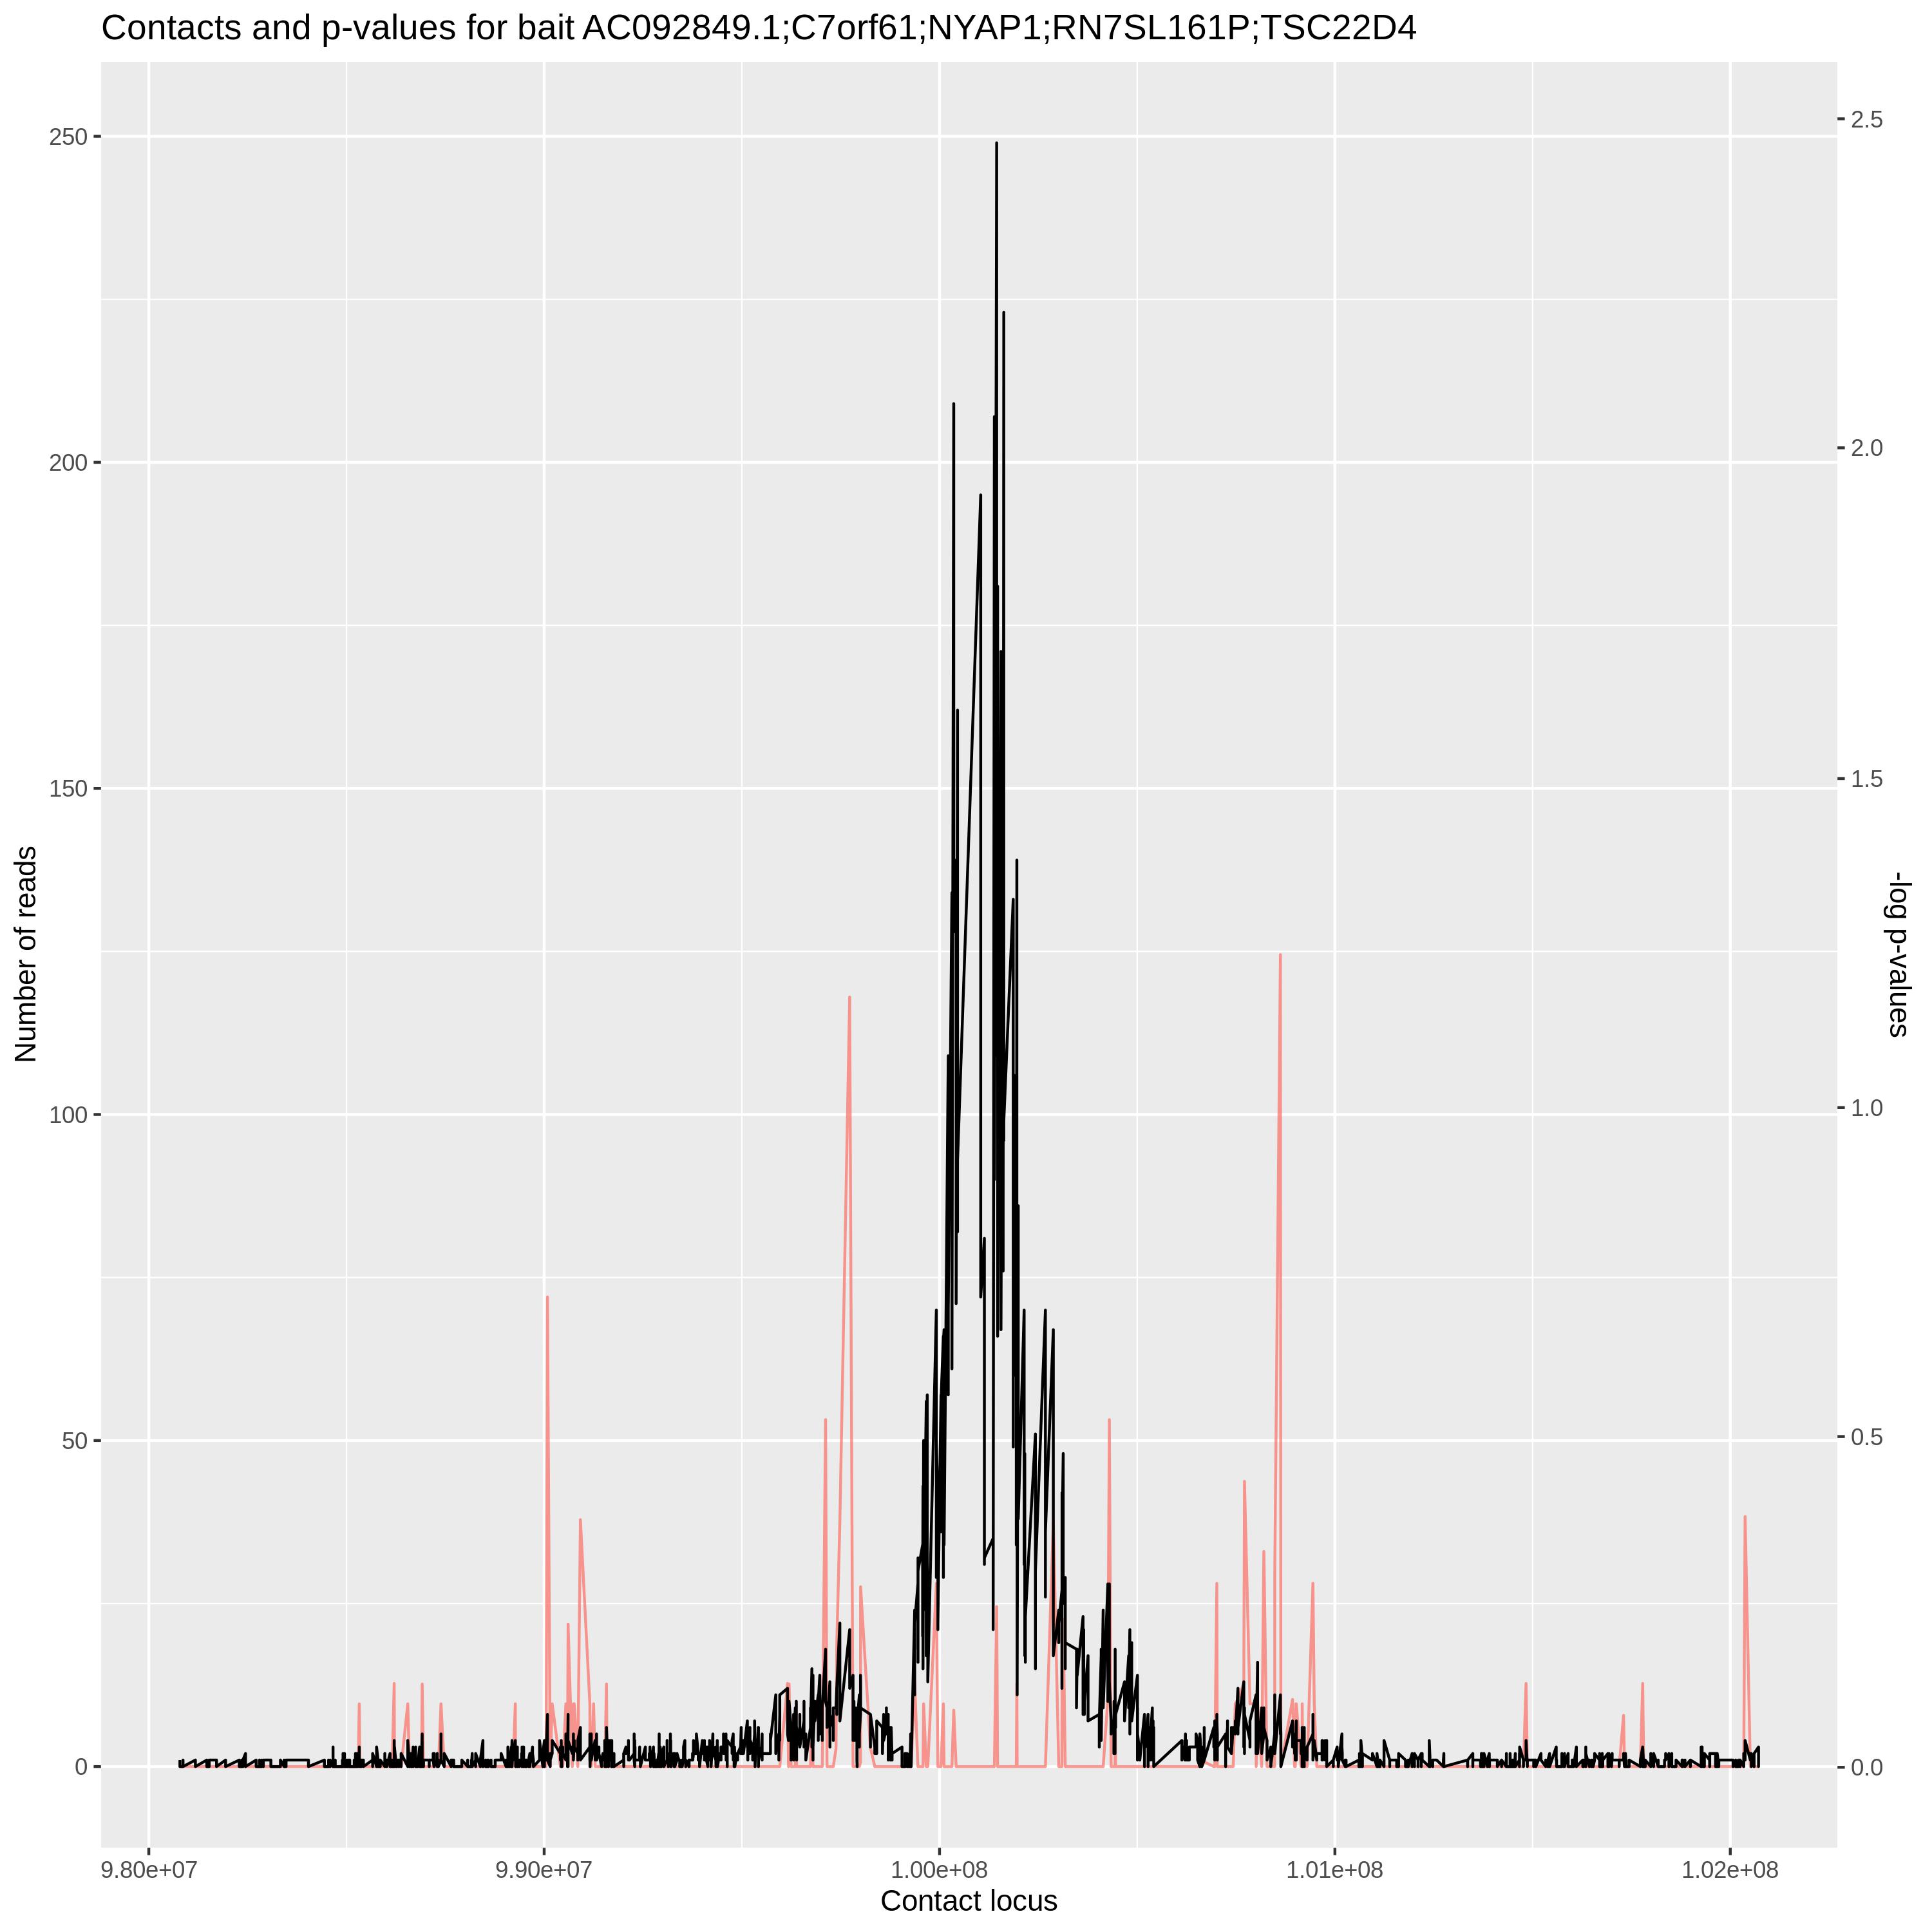 Contacts and p-values for bait AC092849.1;C7orf61;NYAP1;RN7SL161P;TSC22D4
250
200
150
100
50
0
Number of reads
2.5
2.0
1.5
1.0
0.5
0.0
-log p-values
9.80e+07
9.90e+07
1.00e+08
1.01e+08
1.02e+08
Contact locus